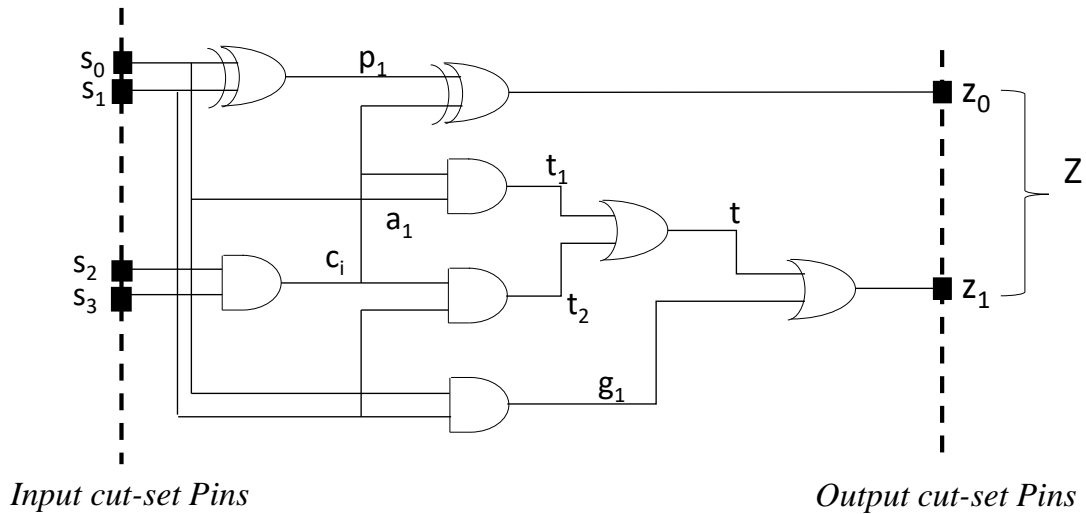 s₀
s₁
p₁
z₀
Z
t₁
a₁
t
s₂
s₃
cᵢ
t₂
z₁
g₁
Input cut-set Pins
Output cut-set Pins